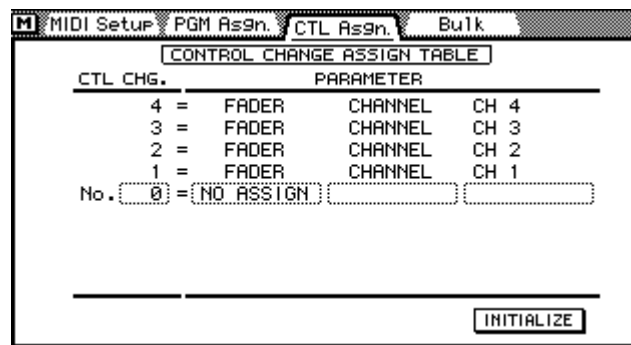 M MIDI Setup PGM Asgn. CTL Asgn. Bulk
CONTROL CHANGE ASSIGN TABLE
CTL CHG. PARAMETER
4 = FADER CHANNEL CH 4
3 = FADER CHANNEL CH 3
2 = FADER CHANNEL CH 2
1 = FADER CHANNEL CH 1
No. 0 = NO ASSIGN
INITIALIZE